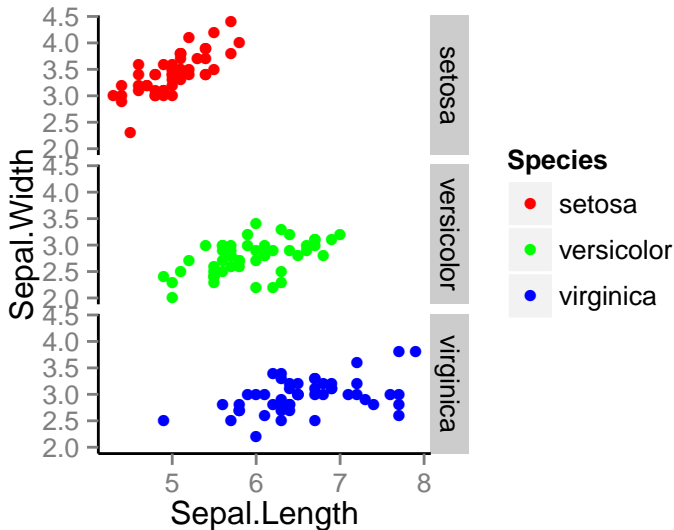 Sepal.Width
4.5
4.0
3.5
3.0
2.5
2.0
setosa
4.5
4.0
3.5
3.0
2.5
2.0
versicolor
4.5
4.0
3.5
3.0
2.5
2.0
virginica
5 6 7 8
Sepal.Length
Species
setosa
versicolor
virginica